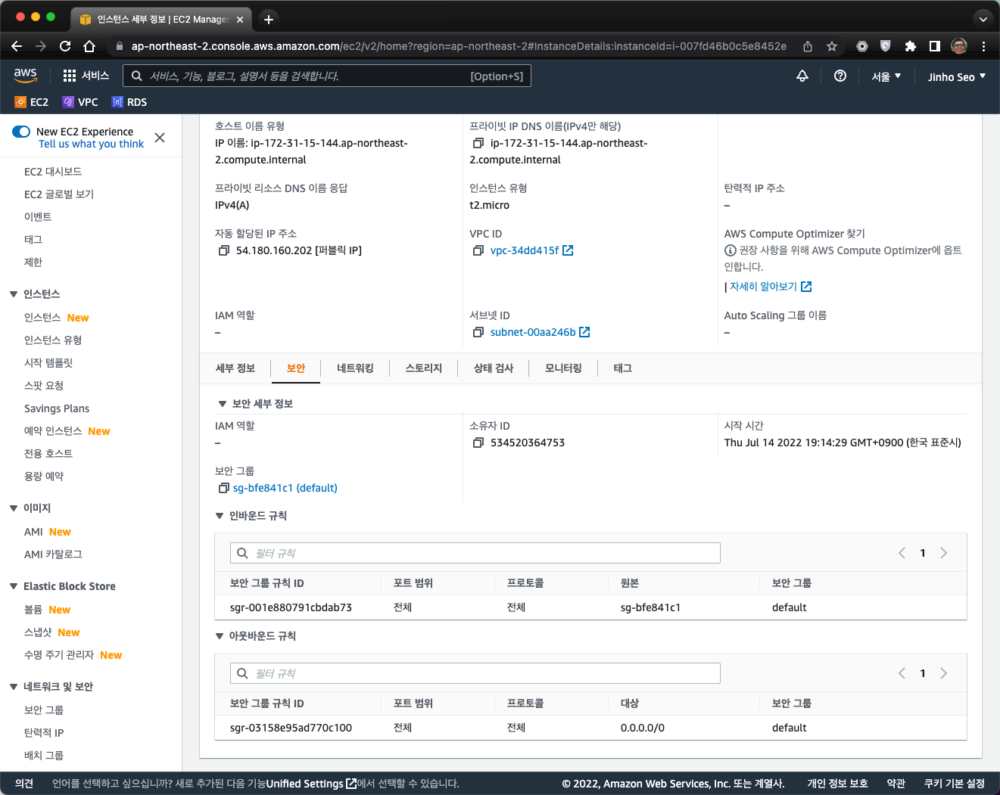 인스턴스 세부 정보 | EC2 Manage
ap-northeast-2.console.aws.amazon.com/ec2/v2/home?region=ap-northeast-2#InstanceDetails:instanceId=i-007fd46b0c5e8452e
aws
서비스
서비스, 기능, 블로그, 설명서 등을 검색합니다.
[Option+S]
서울
Jinho Seo
EC2
VPC
RDS
New EC2 Experience
Tell us what you think
EC2 대시보드
EC2 글로벌 보기
이벤트
태그
제한
인스턴스
인스턴스 New
인스턴스 유형
시작 템플릿
스팟 요청
Savings Plans
예약 인스턴스 New
전용 호스트
용량 예약
이미지
AMI New
AMI 카탈로그
Elastic Block Store
볼륨 New
스냅샷 New
수명 주기 관리자 New
네트워크 및 보안
보안 그룹
탄력적 IP
배치 그룹
호스트 이름 유형
IP 이름: ip-172-31-15-144.ap-northeast-
2.compute.internal
프라이빗 IP DNS 이름(IPv4만 해당)
ip-172-31-15-144.ap-northeast-
2.compute.internal
프라이빗 리소스 DNS 이름 응답
IPv4(A)
인스턴스 유형
t2.micro
탄력적 IP 주소
–
자동 할당된 IP 주소
54.180.160.202 [퍼블릭 IP]
VPC ID
vpc-34dd415f
AWS Compute Optimizer 찾기
권장 사항을 위해 AWS Compute Optimizer에 옵트
인합니다.
| 자세히 알아보기
IAM 역할
–
서브넷 ID
subnet-00aa246b
Auto Scaling 그룹 이름
–
세부 정보
보안
네트워킹
스토리지
상태 검사
모니터링
태그
보안 세부 정보
IAM 역할
–
소유자 ID
534520364753
시작 시간
Thu Jul 14 2022 19:14:29 GMT+0900 (한국 표준시)
보안 그룹
sg-bfe841c1 (default)
인바운드 규칙
필터 규칙
1
보안 그룹 규칙 ID 포트 범위 프로토콜 원본 보안 그룹
sgr-001e880791cbdab73 전체 전체 sg-bfe841c1 default
아웃바운드 규칙
필터 규칙
1
보안 그룹 규칙 ID 포트 범위 프로토콜 대상 보안 그룹
sgr-03158e95ad770c100 전체 전체 0.0.0.0/0 default
의견
언어를 선택하고 싶으십니까? 새로 추가된 다음 기능Unified Settings에서 선택할 수 있습니다.
© 2022, Amazon Web Services, Inc. 또는 계열사.
개인 정보 보호
약관
쿠키 기본 설정